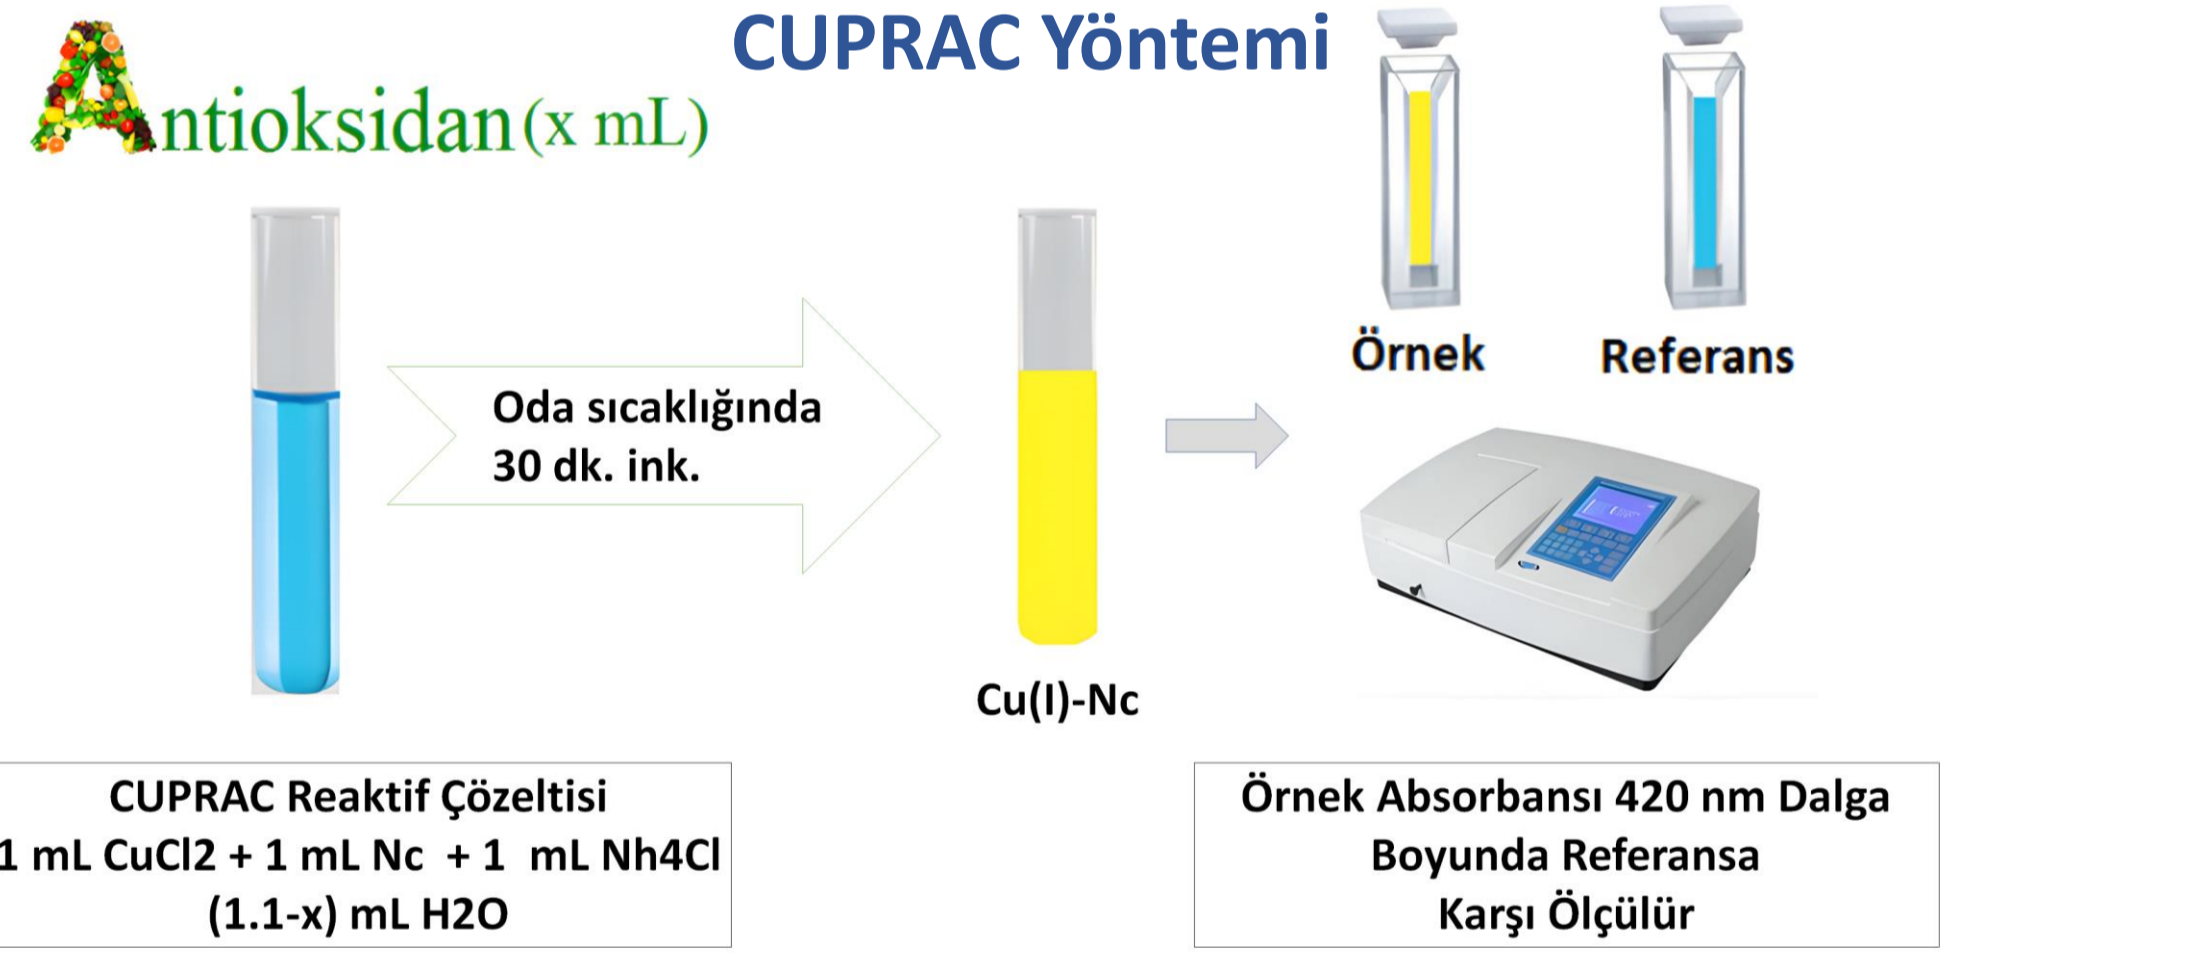 CUPRAC Yöntemi
Antioksidan (x mL)
Örnek
Referans
Oda sıcaklığında
30 dk. ink.
Cu(I)-Nc
CUPRAC Reaktif Çözeltisi
1 mL CuCl2 + 1 mL Nc + 1 mL Nh4Cl
(1.1-x) mL H2O
Örnek Absorbansı 420 nm Dalga
Boyunda Referansa
Karşı Ölçülür